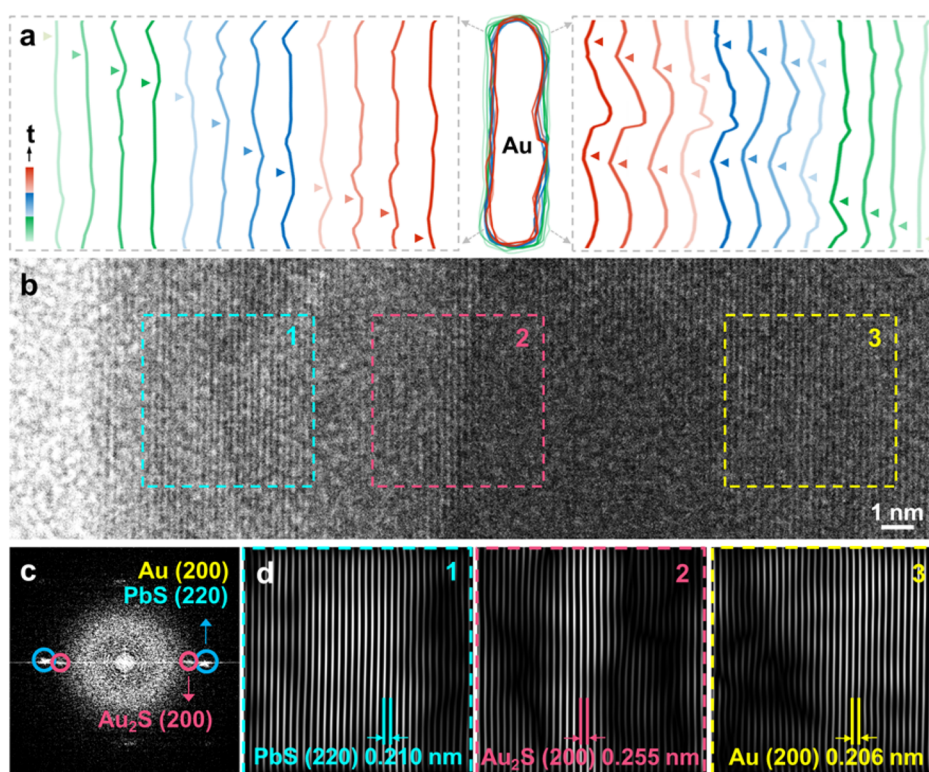 a
t
Au
b
1
2
3
1 nm
c
Au (200)
PbS (220)
Au₂S (200)
d
1
PbS (220) 0.210 nm
2
Au₂S (200) 0.255 nm
3
Au (200) 0.206 nm